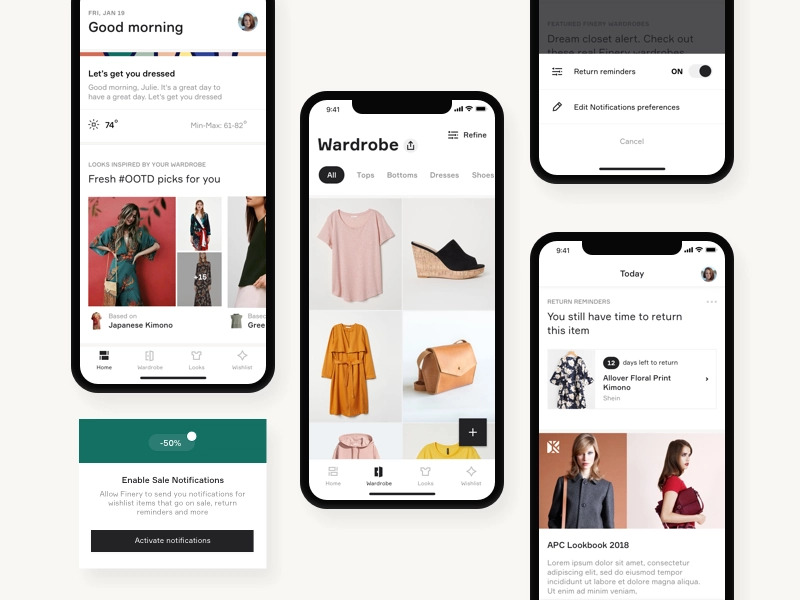 FRI, JAN 19
Good morning
Let's get you dressed
Good morning, Julie. It's a great day to
have a great day. Let's get you dressed
74°
Min-Max: 61-82°
LOOKS INSPIRED BY YOUR WARDROBE
Fresh #OOTD picks for you
+15
Based on
Japanese Kimono
Based
Gree
Home
Wardrobe
Looks
Wishlist
-50%
Enable Sale Notifications
Allow Finery to send you notifications for
wishlist items that go on sale, return
reminders and more
Activate notifications
9:41
Wardrobe
Refine
All
Tops
Bottoms
Dresses
Shoes
+
Home
Wardrobe
Looks
Wishlist
FEATURED FINERY WARDROBES
Dream closet alert. Check out
these real Finery wardrobes
Return reminders
ON
Edit Notifications preferences
Cancel
9:41
Today
RETURN REMINDERS
You still have time to return
this item
12 days left to return
Allover Floral Print
Kimono
Shein
APC Lookbook 2018
Lorem ipsum dolor sit amet, consectetur
adipiscing elit, sed do eiusmod tempor
incididunt ut labore et dolore magna aliqua.
Ut enim ad minim veniam.